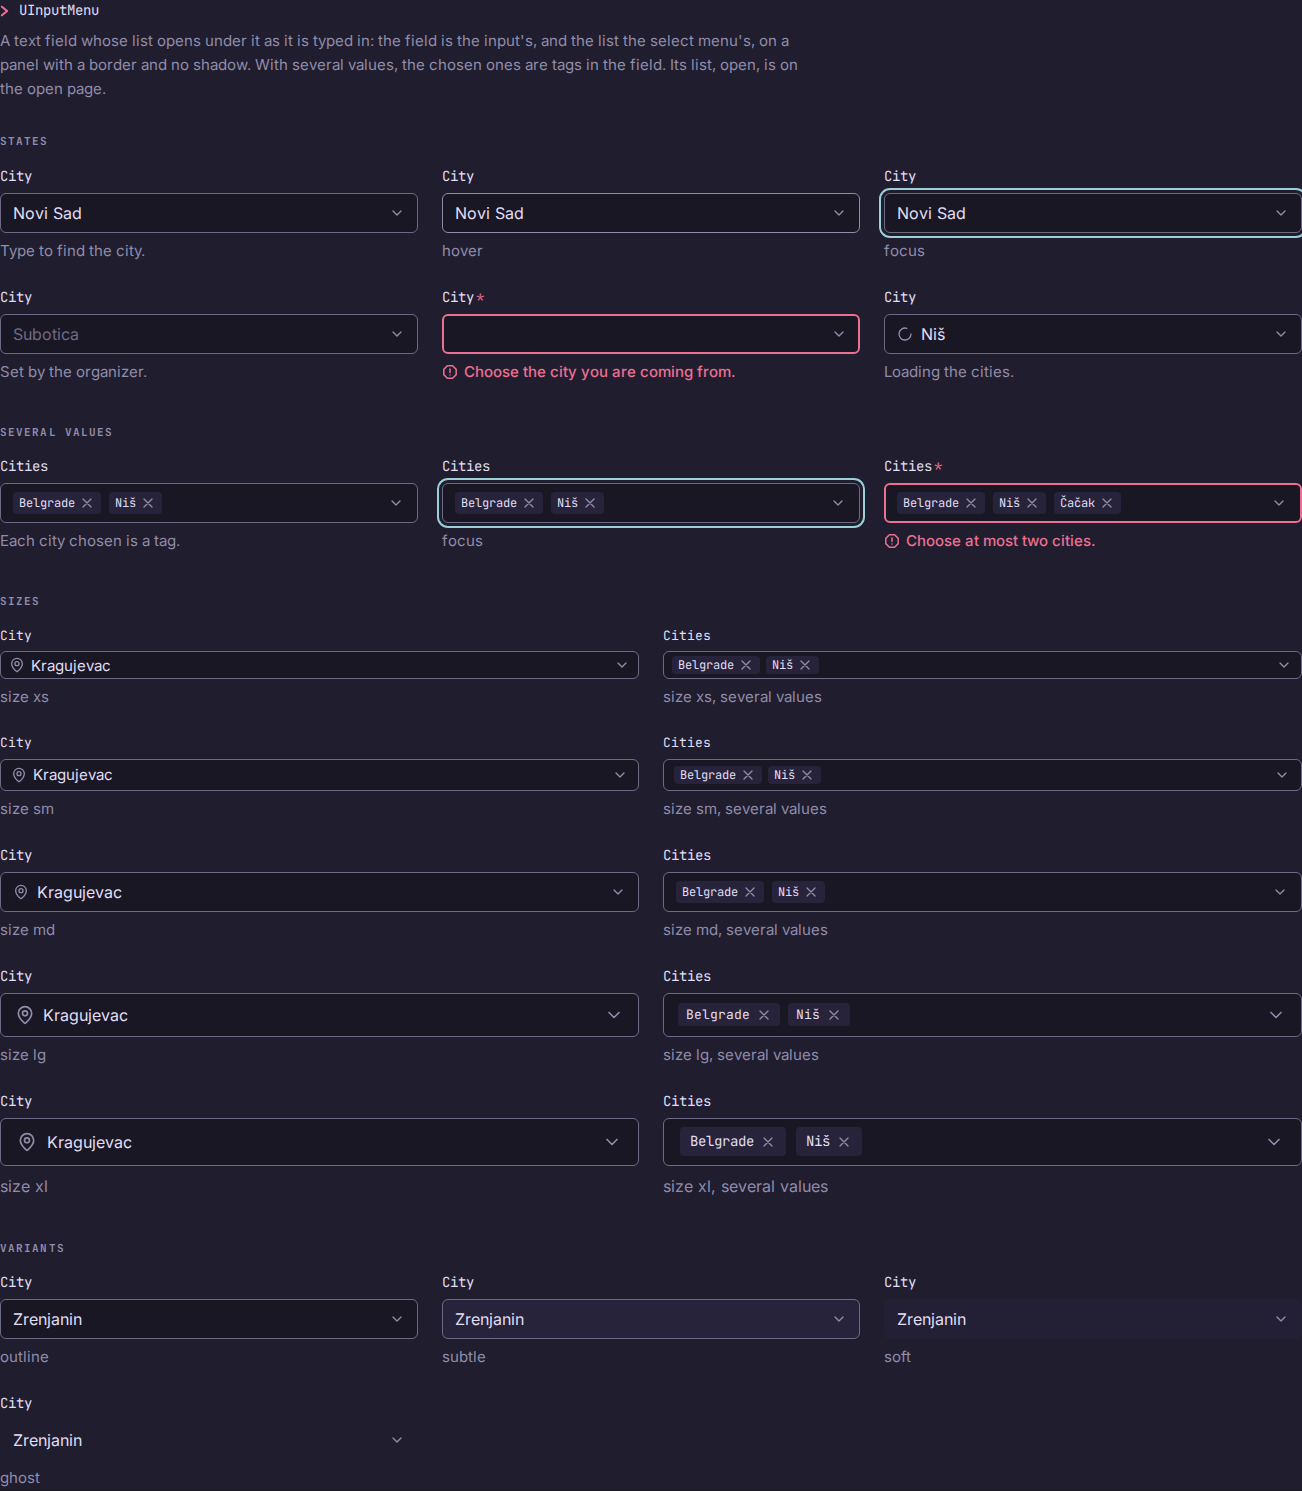 UInputMenu
A text field whose list opens under it as it is typed in: the field is the input's, and the list the select menu's, on a
panel with a border and no shadow. With several values, the chosen ones are tags in the field. Its list, open, is on
the open page.
STATES
City
City
City
Novi Sad
Novi Sad
Novi Sad
Type to find the city.
hover
focus
City
City*
City
Subotica
Niš
Set by the organizer.
Choose the city you are coming from.
Loading the cities.
SEVERAL VALUES
Cities
Cities
Cities*
Belgrade Niš
Belgrade Niš
Belgrade Niš Čačak
Each city chosen is a tag.
focus
Choose at most two cities.
SIZES
City
Cities
Kragujevac
Belgrade Niš
size xs
size xs, several values
City
Cities
Kragujevac
Belgrade Niš
size sm
size sm, several values
City
Cities
Kragujevac
Belgrade Niš
size md
size md, several values
City
Cities
Kragujevac
Belgrade Niš
size lg
size lg, several values
City
Cities
Kragujevac
Belgrade Niš
size xl
size xl, several values
VARIANTS
City
City
City
Zrenjanin
Zrenjanin
Zrenjanin
outline
subtle
soft
City
Zrenjanin
ghost